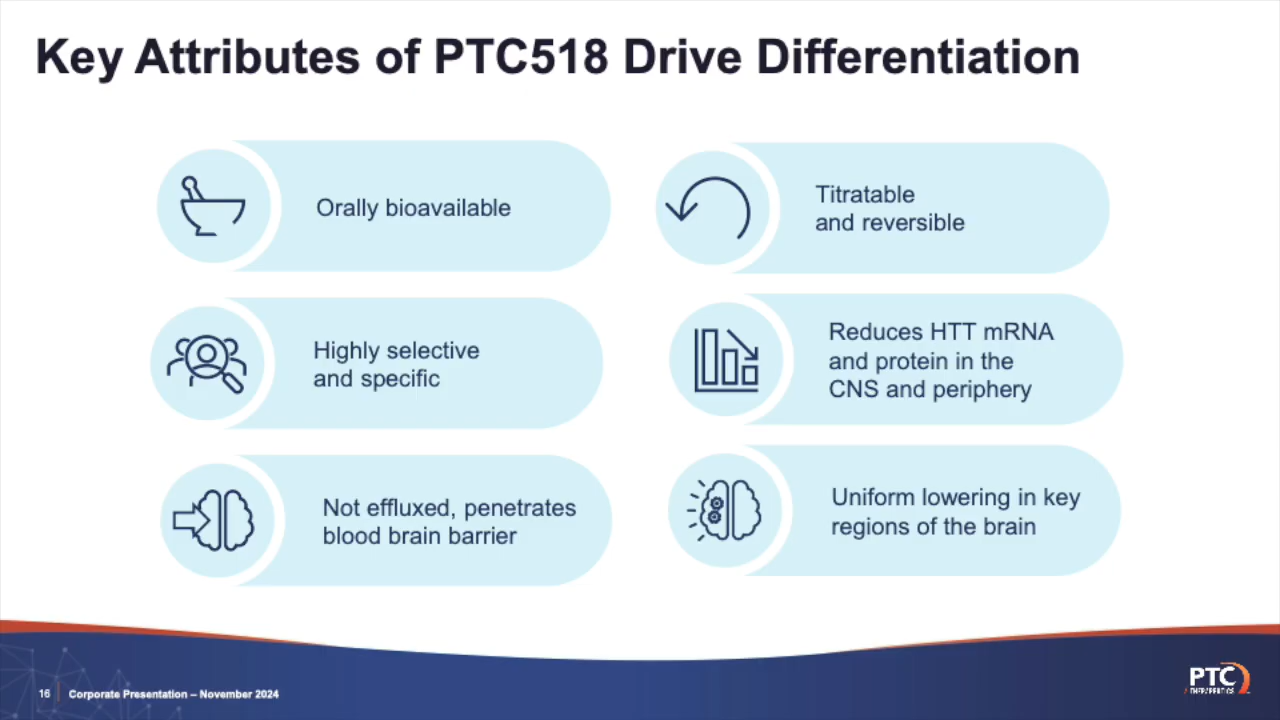 Key Attributes of PTC518 Drive Differentiation
Orally bioavailable
Titratable
and reversible
Highly selective
and specific
Reduces HTT mRNA
and protein in the
CNS and periphery
Not effluxed, penetrates
blood brain barrier
Uniform lowering in key
regions of the brain
16
Corporate Presentation – November 2024
PTC
THERAPEUTICS